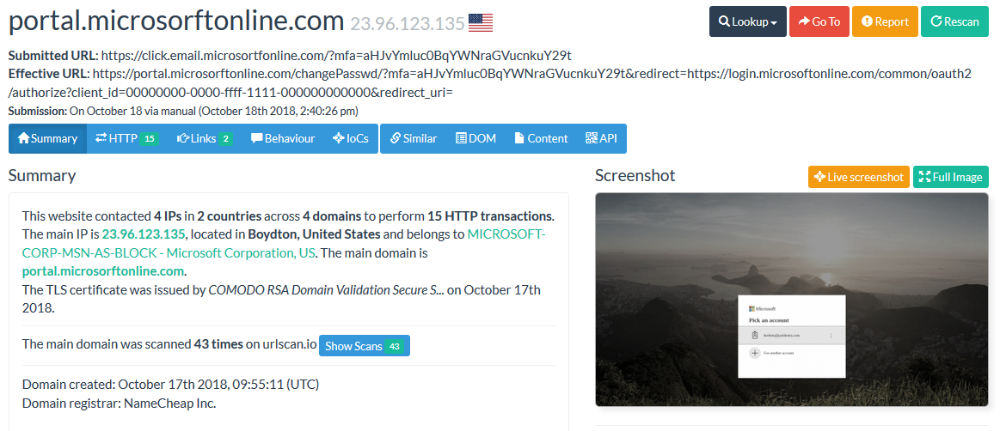 portal.microsorftonline.com 23.96.123.135
Lookup Go To Report Rescan
Submitted URL: https://click.email.microsortfonline.com/?mfa=aHJvYmluc0BqYWNraGVucnkuY29t
Effective URL: https://portal.microsorftonline.com/changePasswd/?mfa=aHJvYmluc0BqYWNraGVucnkuY29t&redirect=https://login.microsoftonline.com/common/oauth2
/authorize?client_id=00000000-0000-ffff-1111-000000000000&redirect_uri=
Submission: On October 18 via manual (October 18th 2018, 2:40:26 pm)
Summary HTTP 15 Links 2 Behaviour IoCs Similar DOM Content API
Summary
This website contacted 4 IPs in 2 countries across 4 domains to perform 15 HTTP transactions.
The main IP is 23.96.123.135, located in Boydton, United States and belongs to MICROSOFT-
CORP-MSN-AS-BLOCK - Microsoft Corporation, US. The main domain is
portal.microsorftonline.com.
The TLS certificate was issued by COMODO RSA Domain Validation Secure S... on October 17th
2018.
The main domain was scanned 43 times on urlscan.io Show Scans 43
Domain created: October 17th 2018, 09:55:11 (UTC)
Domain registrar: NameCheap Inc.
Screenshot
Live screenshot Full Image
Microsoft
Pick an account
Use another account